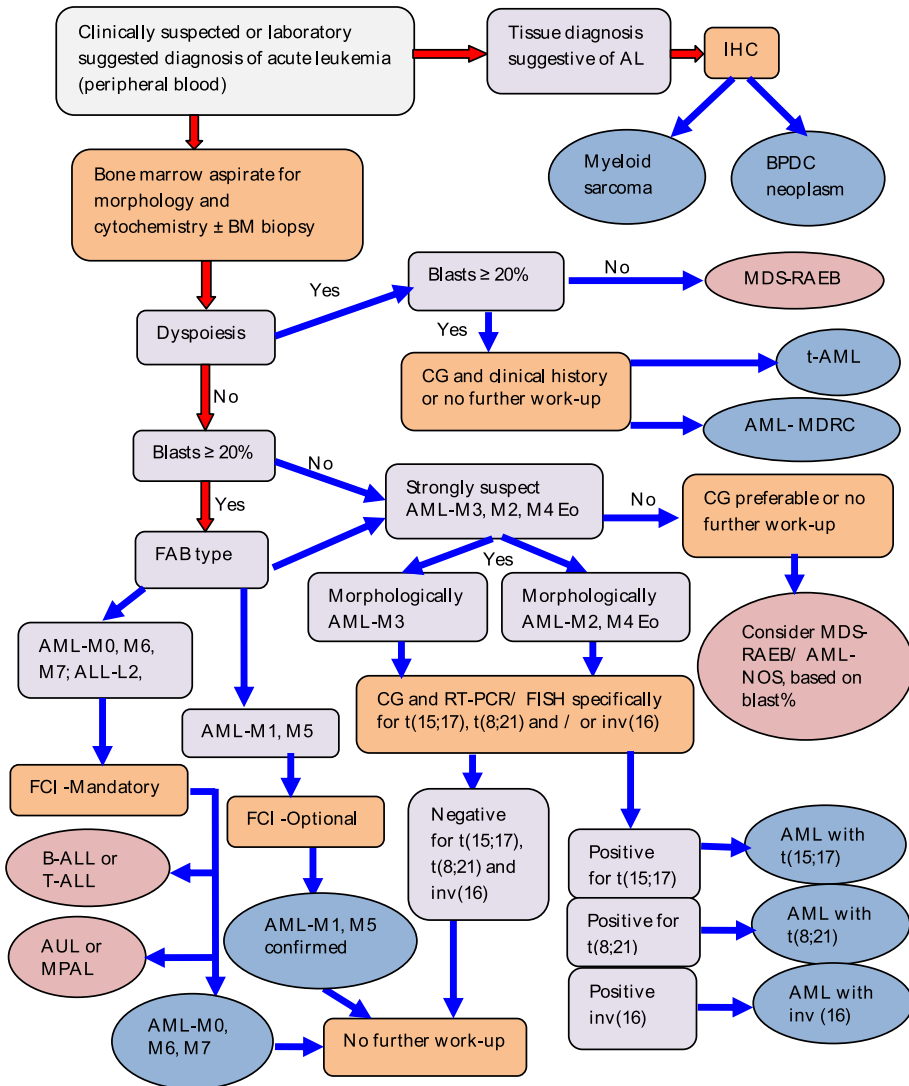 Clinically suspected or laboratory
suggested diagnosis of acute leukemia
(peripheral blood)
Tissue diagnosis
suggestive of AL
IHC
Myeloid
sarcoma
BPDC
neoplasm
Bone marrow aspirate for
morphology and
cytochemistry ± BM biopsy
Dyspoiesis
Yes
Blasts ≥ 20%
No
MDS-RAEB
Yes
CG and clinical history
or no further work-up
t-AML
AML- MDRC
No
Blasts ≥ 20%
No
Yes
Strongly suspect
AML-M3, M2, M4 Eo
No
CG preferable or no
further work-up
Consider MDS-
RAEB/ AML-
NOS, based on
blast%
FAB type
Yes
Morphologically
AML-M3
Morphologically
AML-M2, M4 Eo
AML-M0, M6,
M7; ALL-L2,
AML-M1, M5
CG and RT-PCR/ FISH specifically
for t(15;17), t(8;21) and / or inv(16)
FCI -Mandatory
FCI -Optional
Negative
for t(15;17),
t(8;21) and
inv(16)
B-ALL or
T-ALL
AUL or
MPAL
AML-M0,
M6, M7
AML-M1, M5
confirmed
No further work-up
Positive
for t(15;17)
AML with
t(15;17)
Positive for
t(8;21)
AML with
t(8;21)
Positive
inv(16)
AML with
inv (16)